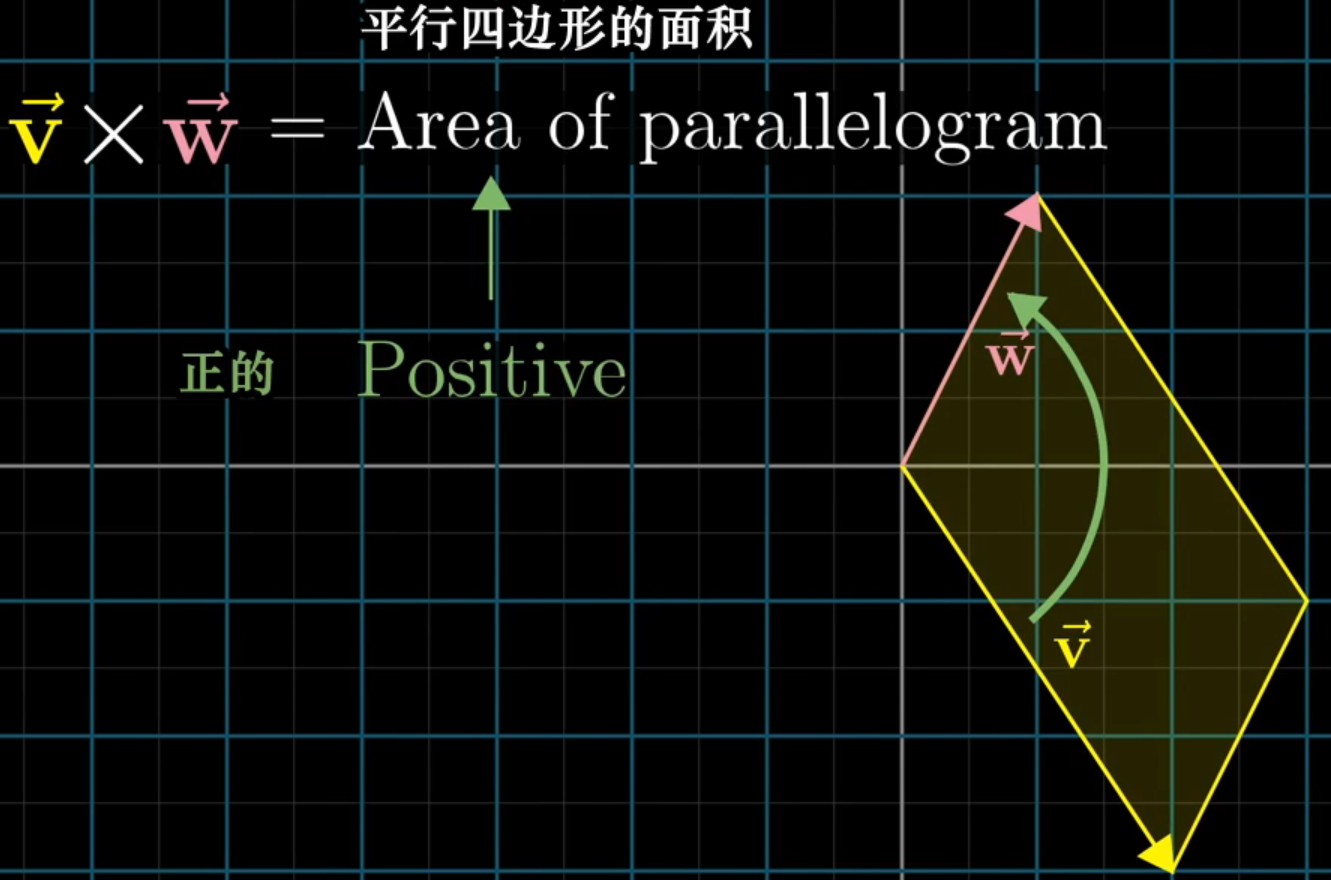 平行四边形的面积
v⃗ × w⃗ = Area of parallelogram
正的 Positive
w⃗
v⃗